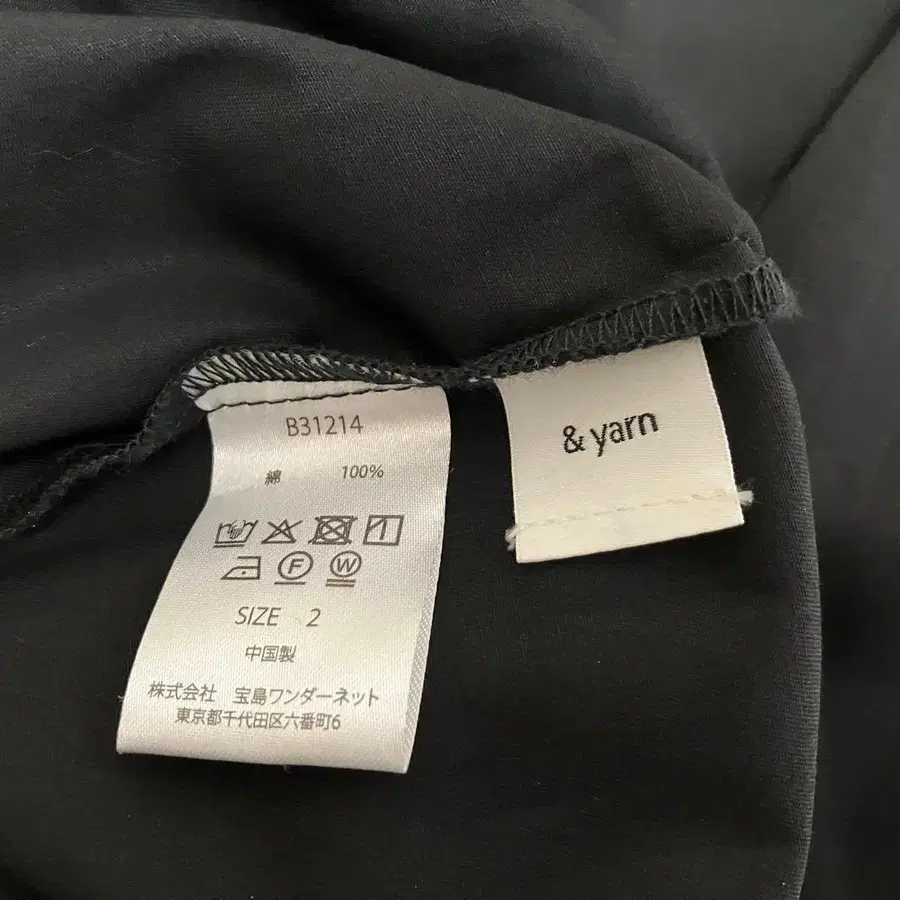 B31214
綿 100%
F W
SIZE 2
中国製
株式会社 宝島ワンダーネット
東京都千代田区六番町6
& yarn